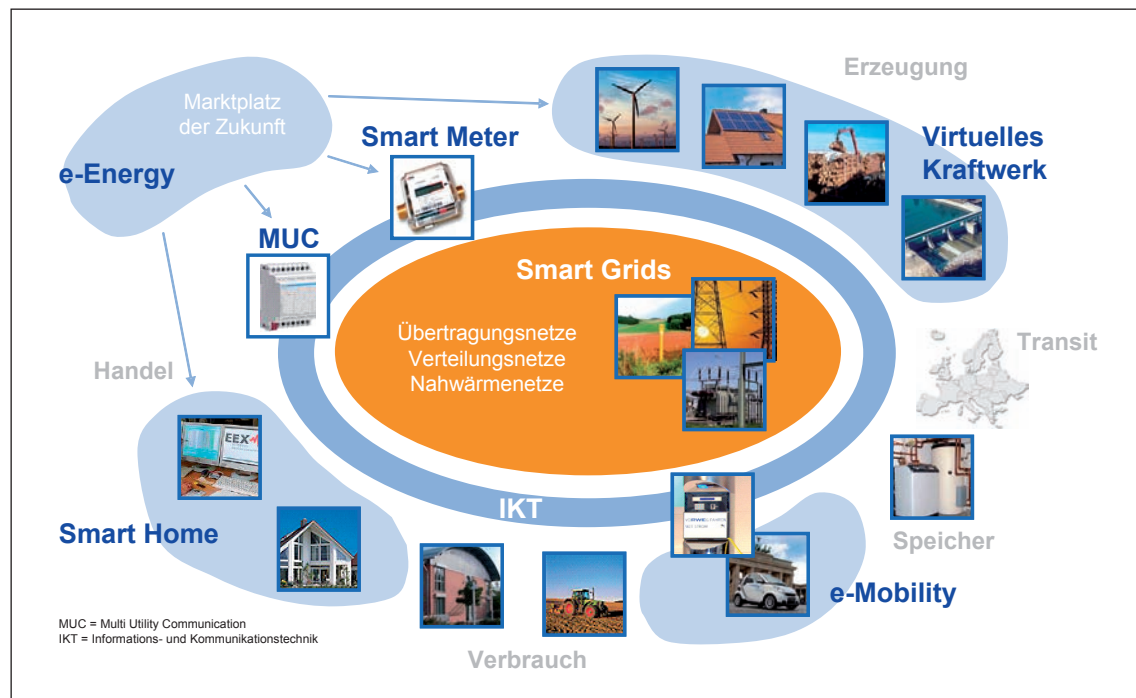 Erzeugung
Marktplatz
der Zukunft
Smart Meter
Virtuelles
Kraftwerk
e-Energy
MUC
Smart Grids
Übertragungsnetze
Verteilungsnetze
Nahwärmenetze
Transit
Handel
EEX
IKT
Smart Home
Speicher
e-Mobility
MUC = Multi Utility Communication
IKT = Informations- und Kommunikationstechnik
Verbrauch